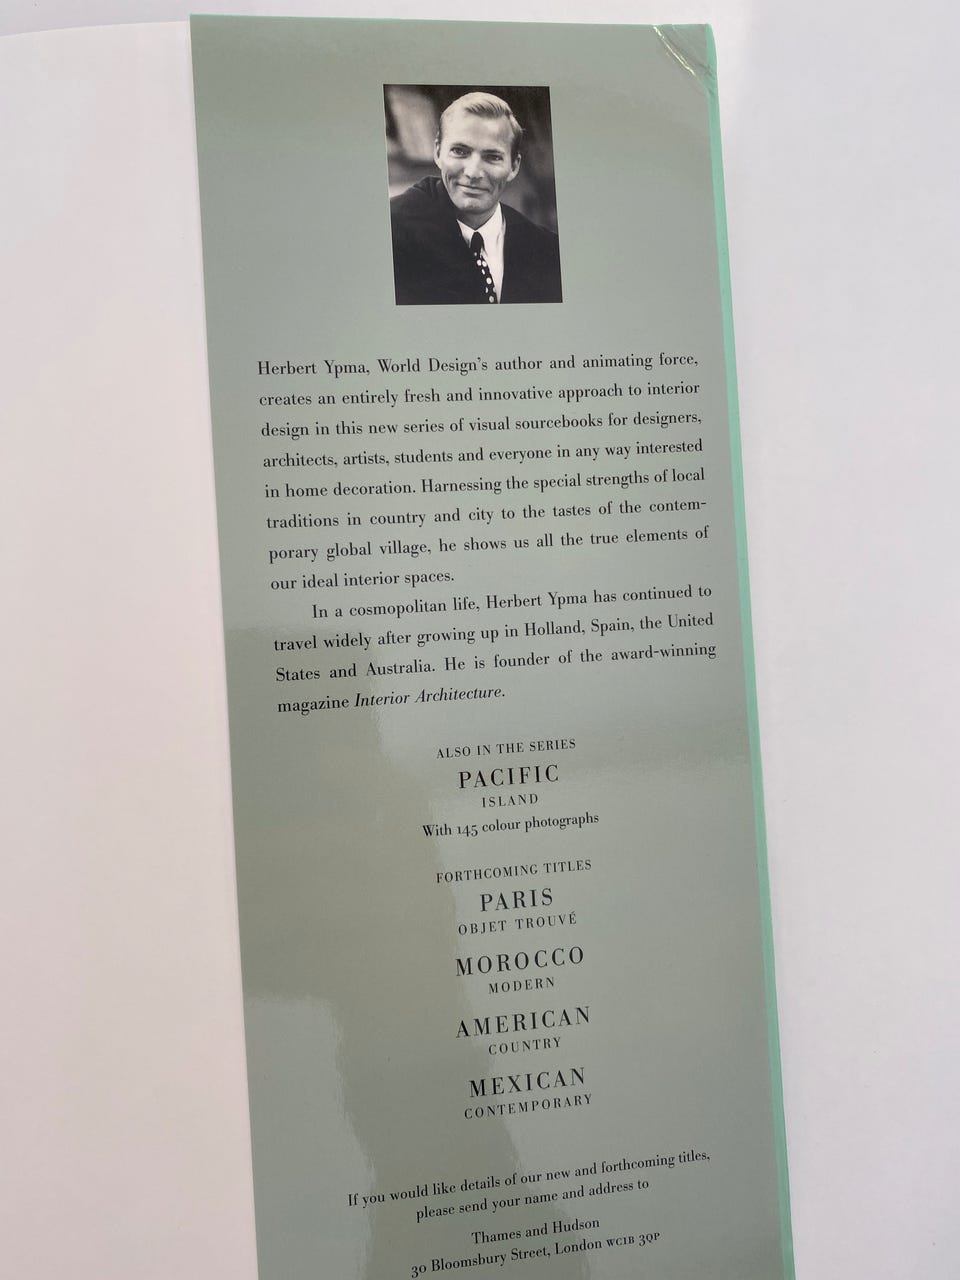 Herbert Ypma, World Design's author and animating force,
creates an entirely fresh and innovative approach to interior
design in this new series of visual sourcebooks for designers,
architects, artists, students and everyone in any way interested
in home decoration. Harnessing the special strengths of local
traditions in country and city to the tastes of the contem-
porary global village, he shows us all the true elements of
our ideal interior spaces.
In a cosmopolitan life, Herbert Ypma has continued to
travel widely after growing up in Holland, Spain, the United
States and Australia. He is founder of the award-winning
magazine Interior Architecture.
ALSO IN THE SERIES
PACIFIC
ISLAND
With 145 colour photographs
FORTHCOMING TITLES
PARIS
OBJET TROUVÉ
MOROCCO
MODERN
AMERICAN
COUNTRY
MEXICAN
CONTEMPORARY
If you would like details of our new and forthcoming titles,
please send your name and address to
Thames and Hudson
30 Bloomsbury Street, London WC1B 3QP